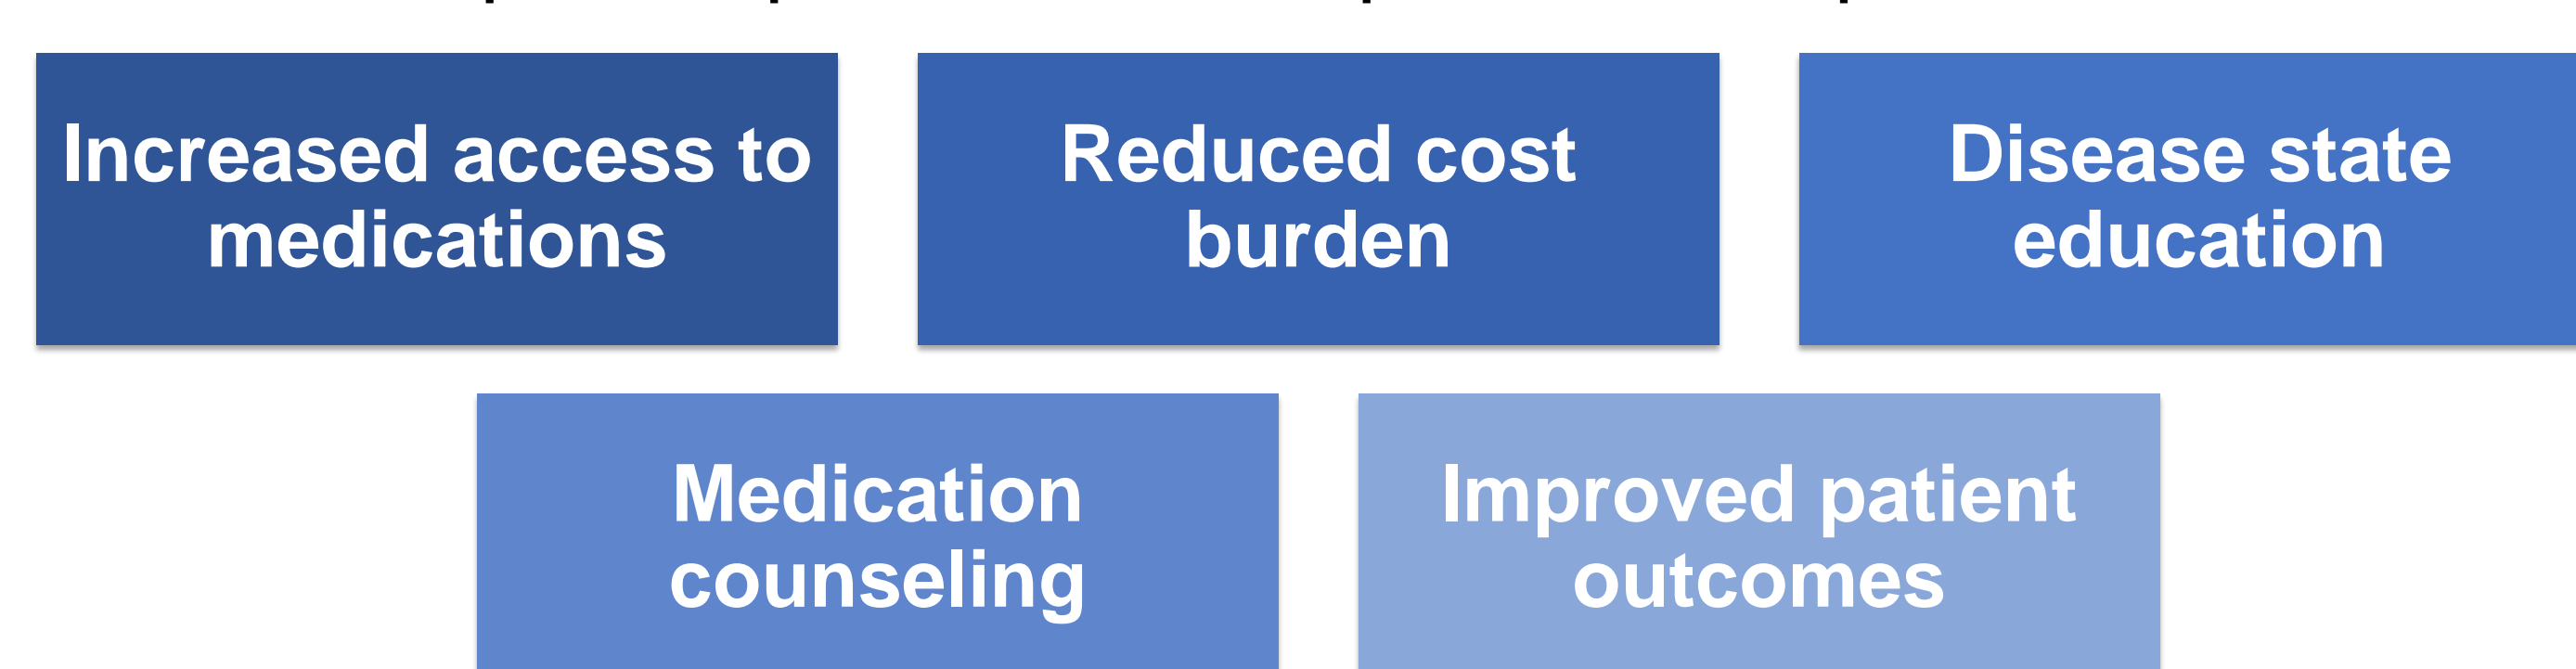 Increased access to
medications
Reduced cost
burden
Disease state
education
Medication
counseling
Improved patient
outcomes